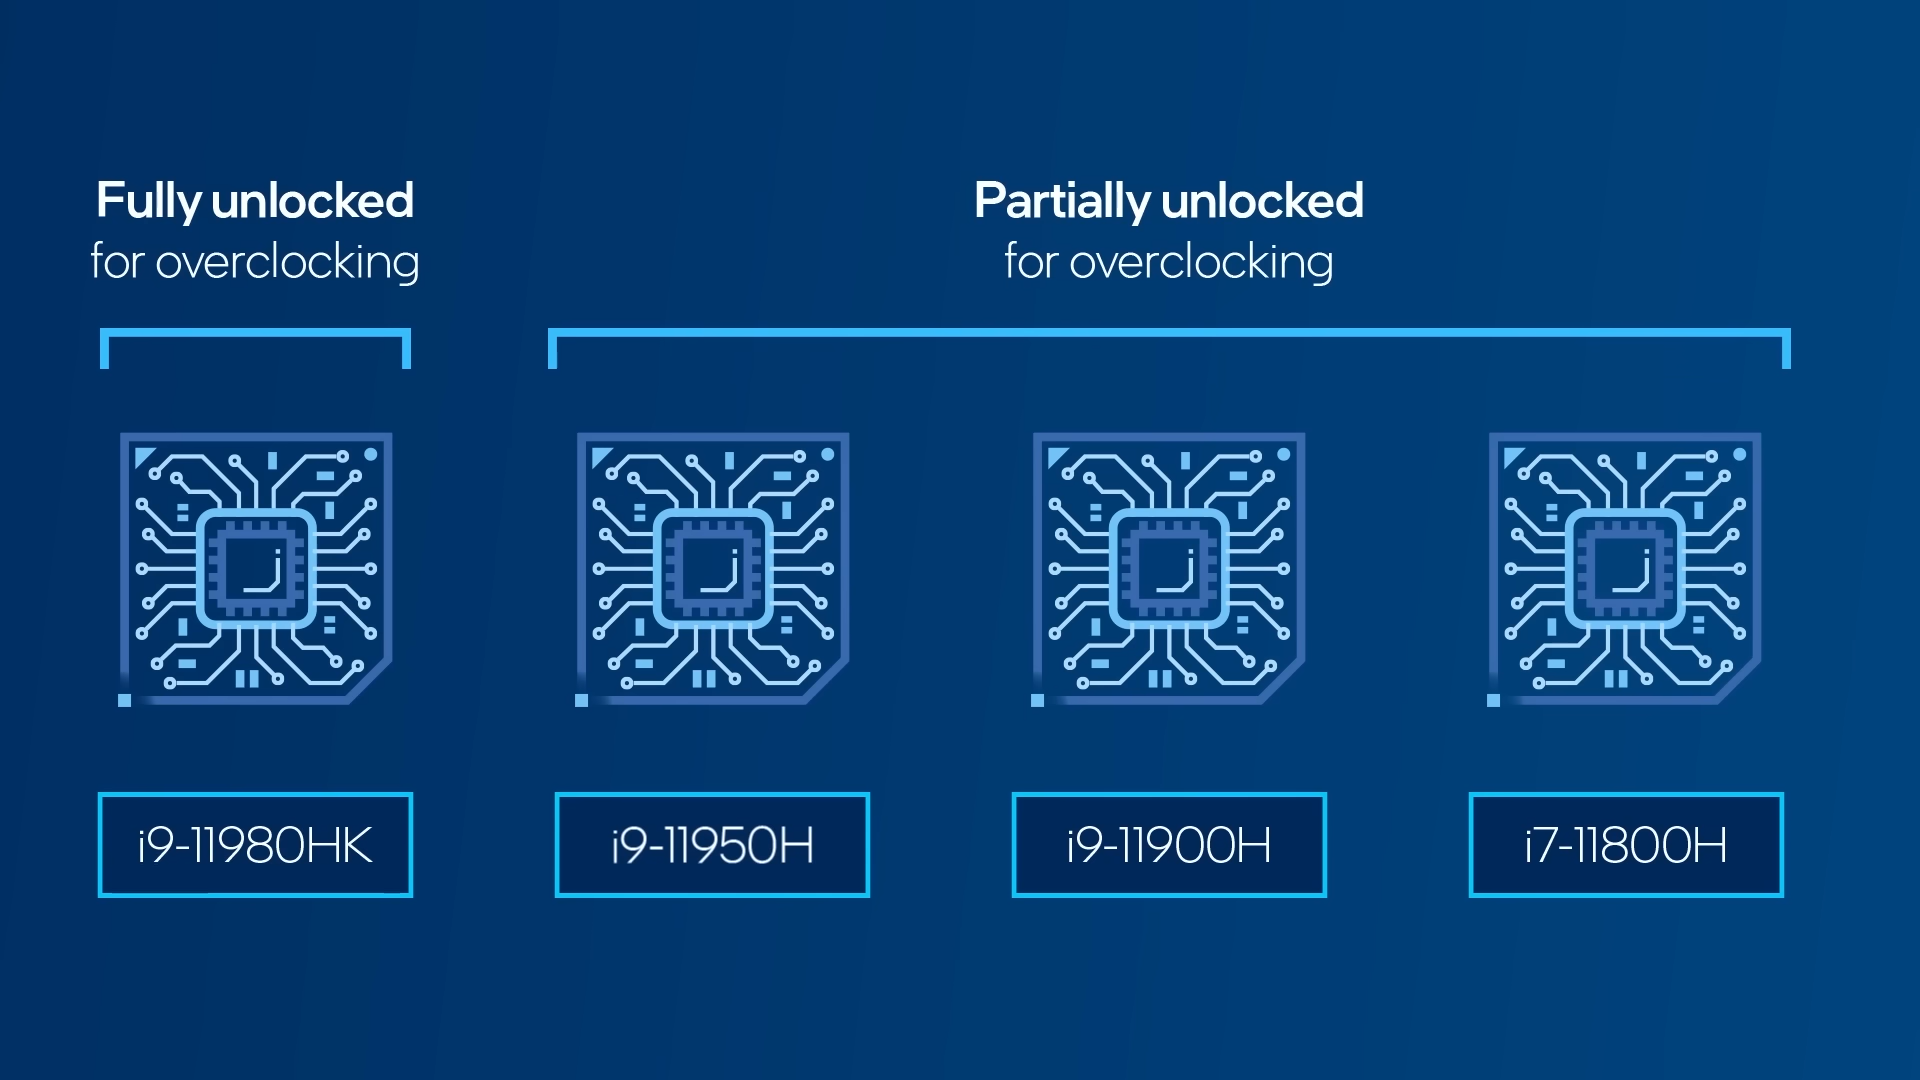 Fully unlocked
for overclocking
Partially unlocked
for overclocking
i9-11980HK
i9-11950H
i9-11900H
i7-11800H